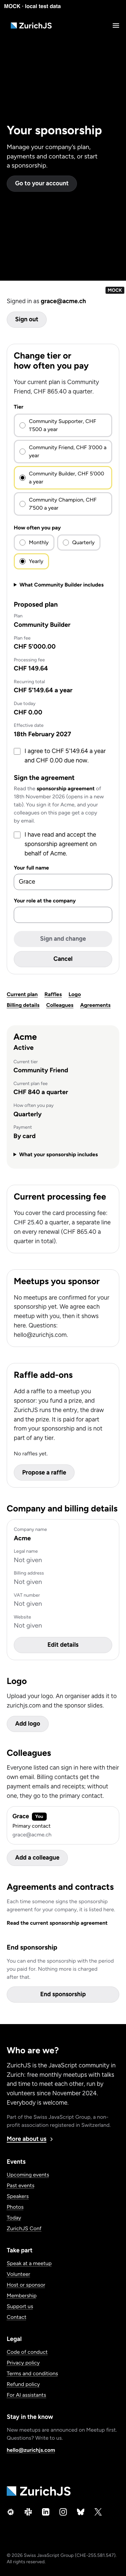 MOCK · local test data
ZurichJS
Your sponsorship
Manage your company's plan,
payments and contacts, or start
a sponsorship.
Go to your account
MOCK
Signed in as grace@acme.ch
Sign out
Change tier or
how often you pay
Your current plan is Community
Friend, CHF 865.40 a quarter.
Tier
Community Supporter, CHF
1'500 a year
Community Friend, CHF 3'000 a
year
Community Builder, CHF 5'000
a year
Community Champion, CHF
7'500 a year
How often you pay
Monthly
Quarterly
Yearly
What Community Builder includes
Proposed plan
Plan
Community Builder
Plan fee
CHF 5'000.00
Processing fee
CHF 149.64
Recurring total
CHF 5'149.64 a year
Due today
CHF 0.00
Effective date
18th February 2027
I agree to CHF 5'149.64 a year
and CHF 0.00 due now.
Sign the agreement
Read the sponsorship agreement of
18th November 2026 (opens in a new
tab). You sign it for Acme, and your
colleagues on this page get a copy
by email.
I have read and accept the
sponsorship agreement on
behalf of Acme.
Your full name
Grace
Your role at the company
Sign and change
Cancel
Current plan
Raffles
Logo
Billing details
Colleagues
Agreements
Acme
Active
Current tier
Community Friend
Current plan fee
CHF 840 a quarter
How often you pay
Quarterly
Payment
By card
What your sponsorship includes
Current processing fee
You cover the card processing fee:
CHF 25.40 a quarter, a separate line
on every renewal (CHF 865.40 a
quarter in total).
Meetups you sponsor
No meetups are confirmed for your
sponsorship yet. We agree each
meetup with you, then it shows
here. Questions:
hello@zurichjs.com.
Raffle add-ons
Add a raffle to a meetup you
sponsor: you fund a prize, and
ZurichJS runs the entry, the draw
and the prize. It is paid for apart
from your sponsorship and is not
part of any tier.
No raffles yet.
Propose a raffle
Company and billing details
Company name
Acme
Legal name
Not given
Billing address
Not given
VAT number
Not given
Website
Not given
Edit details
Logo
Upload your logo. An organiser adds it to
zurichjs.com and the sponsor slides.
Add logo
Colleagues
Everyone listed can sign in here with their
own email. Billing contacts get the
payment emails and receipts; without
one, they go to the primary contact.
Grace
You
Primary contact
grace@acme.ch
Add a colleague
Agreements and contracts
Each time someone signs the sponsorship
agreement for your company, it is listed here.
Read the current sponsorship agreement
End sponsorship
You can end the sponsorship with the period
you paid for. Nothing more is charged
after that.
End sponsorship
Who are we?
ZurichJS is the JavaScript community in
Zurich: free monthly meetups with talks
and time to meet each other, run by
volunteers since November 2024.
Everybody is welcome.
Part of the Swiss JavaScript Group, a non-
profit association registered in Switzerland.
More about us
Events
Upcoming events
Past events
Speakers
Photos
Today
ZurichJS Conf
Take part
Speak at a meetup
Volunteer
Host or sponsor
Membership
Support us
Contact
Legal
Code of conduct
Privacy policy
Terms and conditions
Refund policy
For AI assistants
Stay in the know
New meetups are announced on Meetup first.
Questions? Write to us.
hello@zurichjs.com
ZurichJS
© 2026 Swiss JavaScript Group (CHE-255.581.547).
All rights reserved.